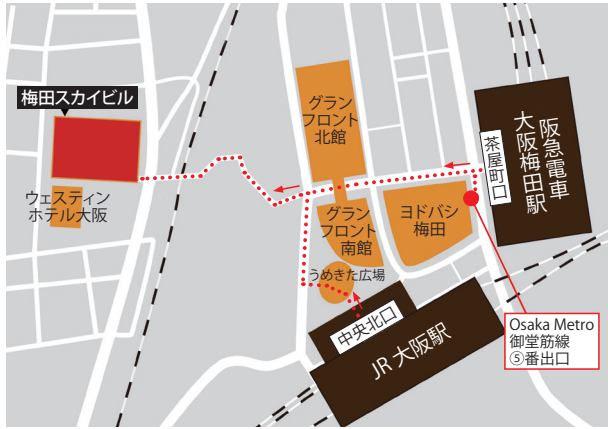 梅田スカイビル
ウェスティン
ホテル大阪
グラン
フロント
北館
グラン
フロント
南館
うめきた広場
ヨドバシ
梅田
茶屋町口
阪急電車
大阪梅田駅
中央北口
JR 大阪駅
Osaka Metro
御堂筋線
⑤番出口